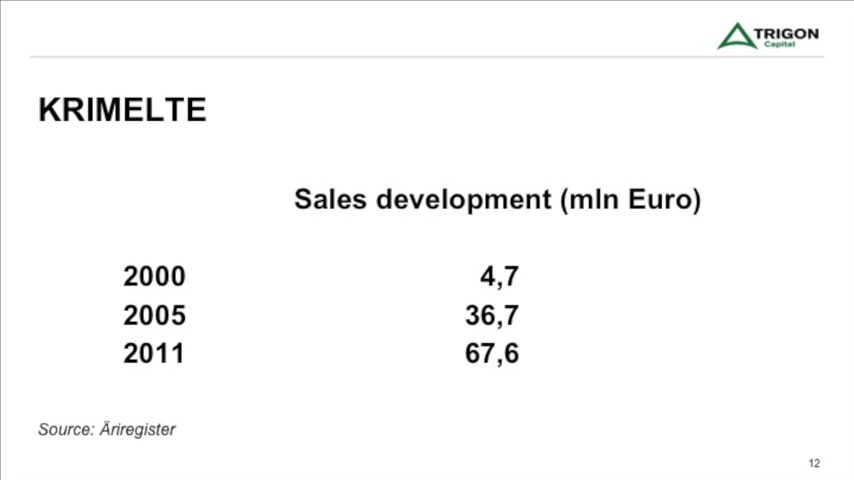 TRIGON
Capital
KRIMELTE
Sales development (mln Euro)
2000 4,7
2005 36,7
2011 67,6
Source: Äriregister
12